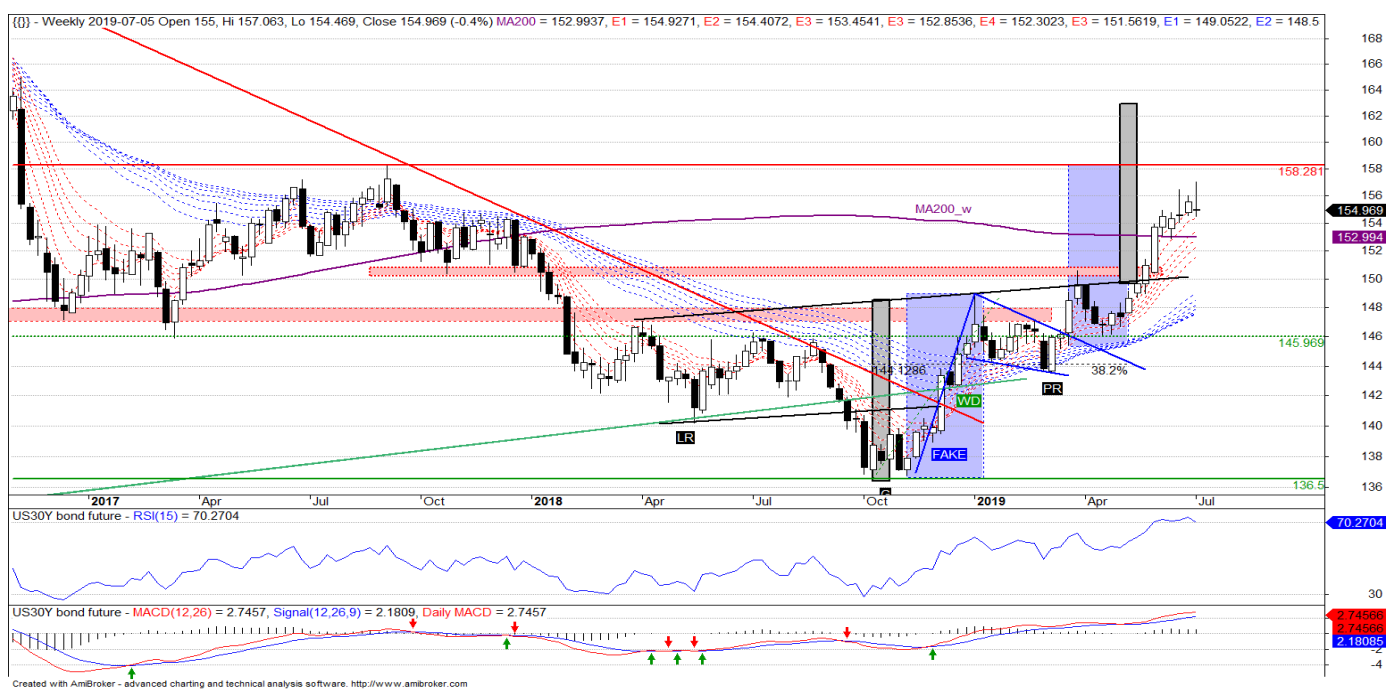 {{}} - Weekly 2019-07-05 Open 155, Hi 157.063, Lo 154.469, Close 154.969 (-0.4%) MA200 = 152.9937, E1 = 154.9271, E2 = 154.4072, E3 = 153.4541, E3 = 152.8536, E4 = 152.3023, E3 = 151.5619, E1 = 149.0522, E2 = 148.5
168
166
164
162
160
158
158.281
156
MA200_w
154.969
154
152.994
152
150
148
146
145.969
144
144.1286
38.2%
PR
142
WD
140
LR
FAKE
138
136.5
136
2017
Apr
Jul
Oct
2018
Apr
Jul
Oct
2019
Apr
Jul
US30Y bond future - RSI(15) = 70.2704
70.2704
30
US30Y bond future - MACD(12,26) = 2.7457, Signal(12,26,9) = 2.1809, Daily MACD = 2.7457
2.74566
2.74566
2.18085
-2
-4
Created with AmiBroker - advanced charting and technical analysis software. http://www.amibroker.com